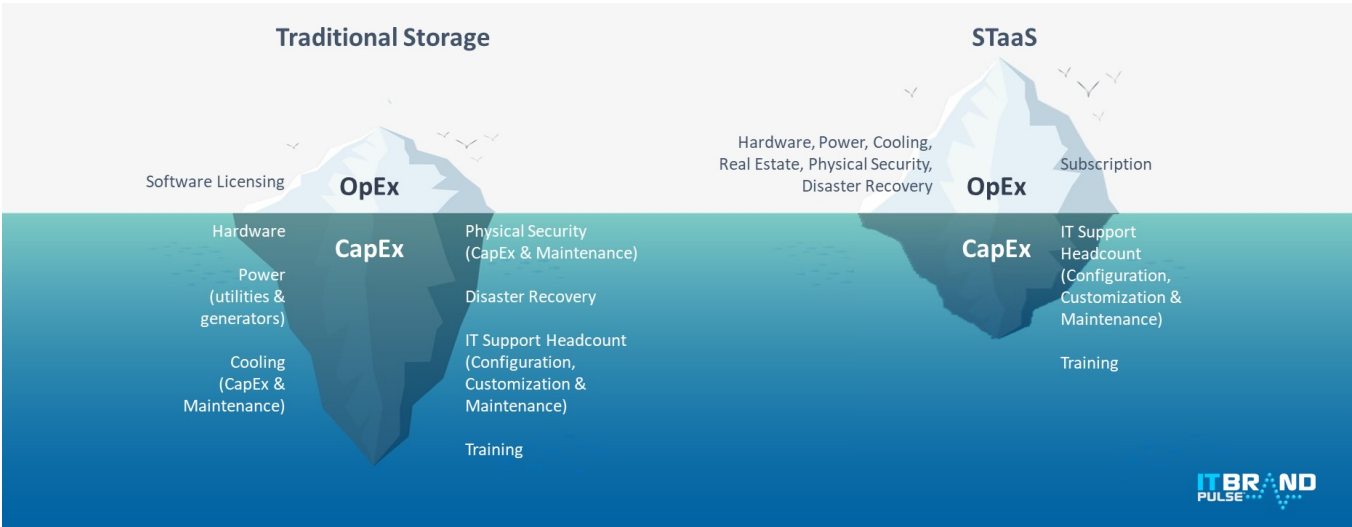 Traditional Storage
Software Licensing
OpEx
CapEx
Hardware
Power
(utilities &
generators)
Cooling
(CapEx &
Maintenance)
Physical Security
(CapEx & Maintenance)
Disaster Recovery
IT Support Headcount
(Configuration,
Customization &
Maintenance)
Training
STaaS
Hardware, Power, Cooling,
Real Estate, Physical Security,
Disaster Recovery
OpEx
Subscription
CapEx
IT Support
Headcount
(Configuration,
Customization &
Maintenance)
Training
ITBRAND
PULSE